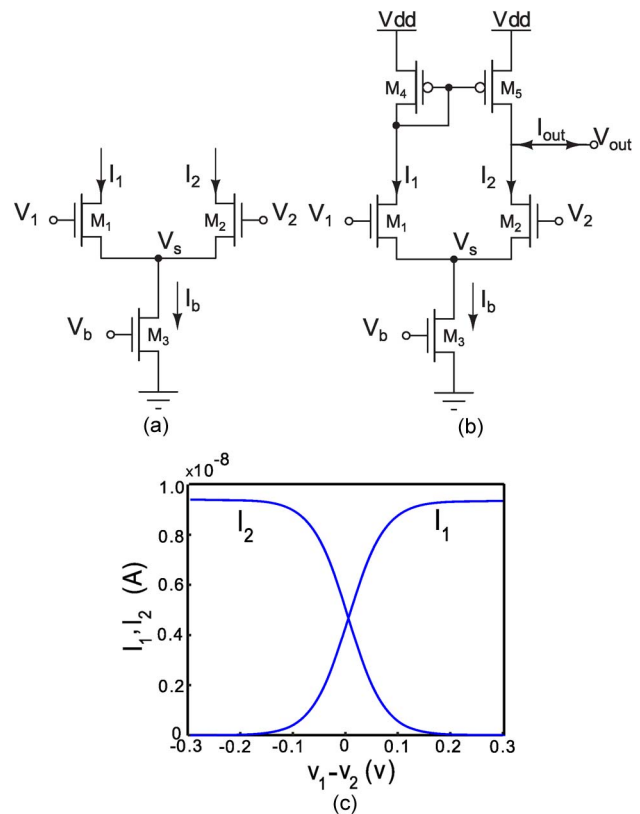 Vdd Vdd
M4 M5
Iout Vout
I1 I2 I1 I2
V1 M1 M2 V2 V1 M1 M2 V2
Vs Vs
Ib Ib
Vb M3 Vb M3
(a) (b)
×10-8
1.0
0.8
0.6
0.4
0.2
0
I1, I2 (A)
I2 I1
-0.3 -0.2 -0.1 0 0.1 0.2 0.3
v1-v2 (v)
(c)